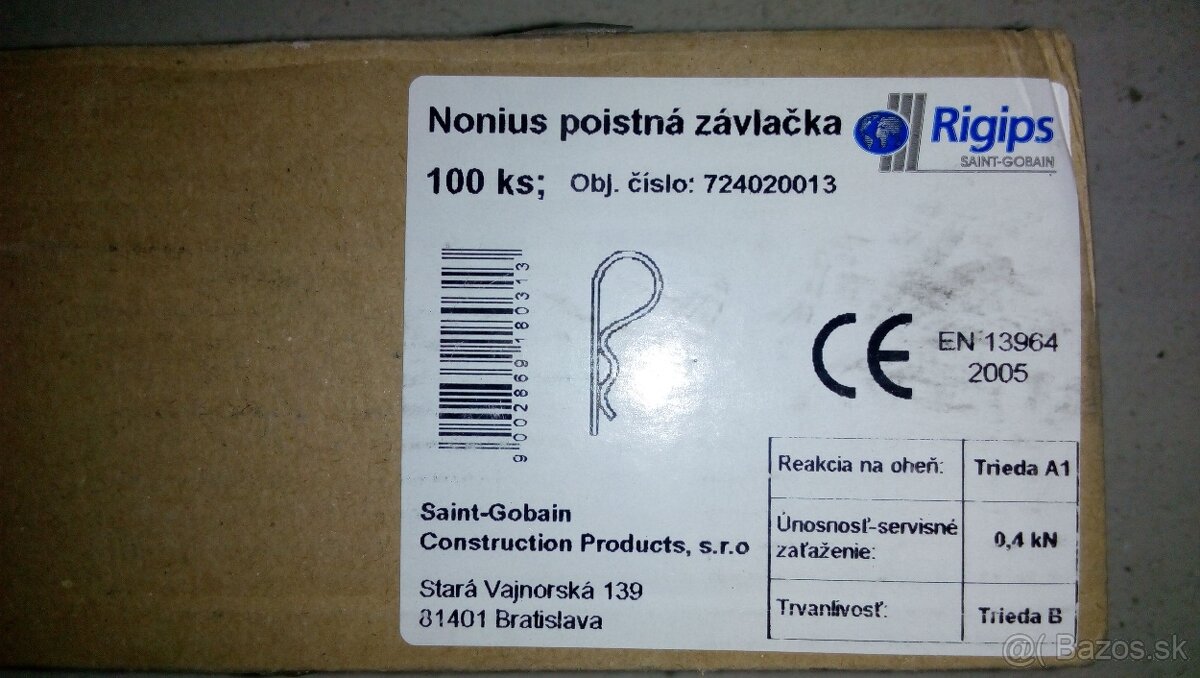 Nonius poistná závlačka
Rigips
SAINT-GOBAIN
100 ks; Obj. číslo: 724020013
9002869180313
CE
EN 13964
2005
Reakcia na oheň: Trieda A1
Únosnosť-servisné
zaťaženie: 0,4 kN
Trvanlivosť: Trieda B
Saint-Gobain
Construction Products, s.r.o
Stará Vajnorská 139
81401 Bratislava
@( Bazos.sk